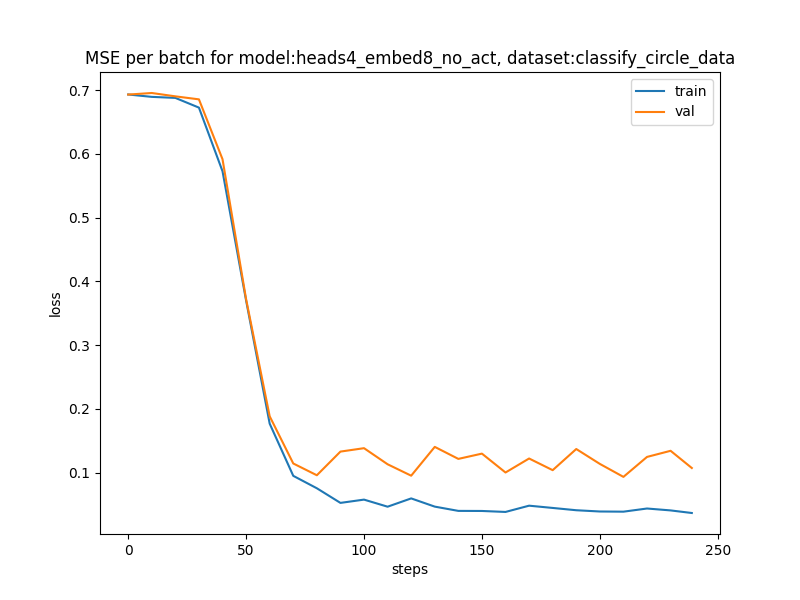 MSE per batch for model:heads4_embed8_no_act, dataset:classify_circle_data
train
val
0.7
0.6
0.5
0.4
0.3
0.2
0.1
loss
0
50
100
150
200
250
steps